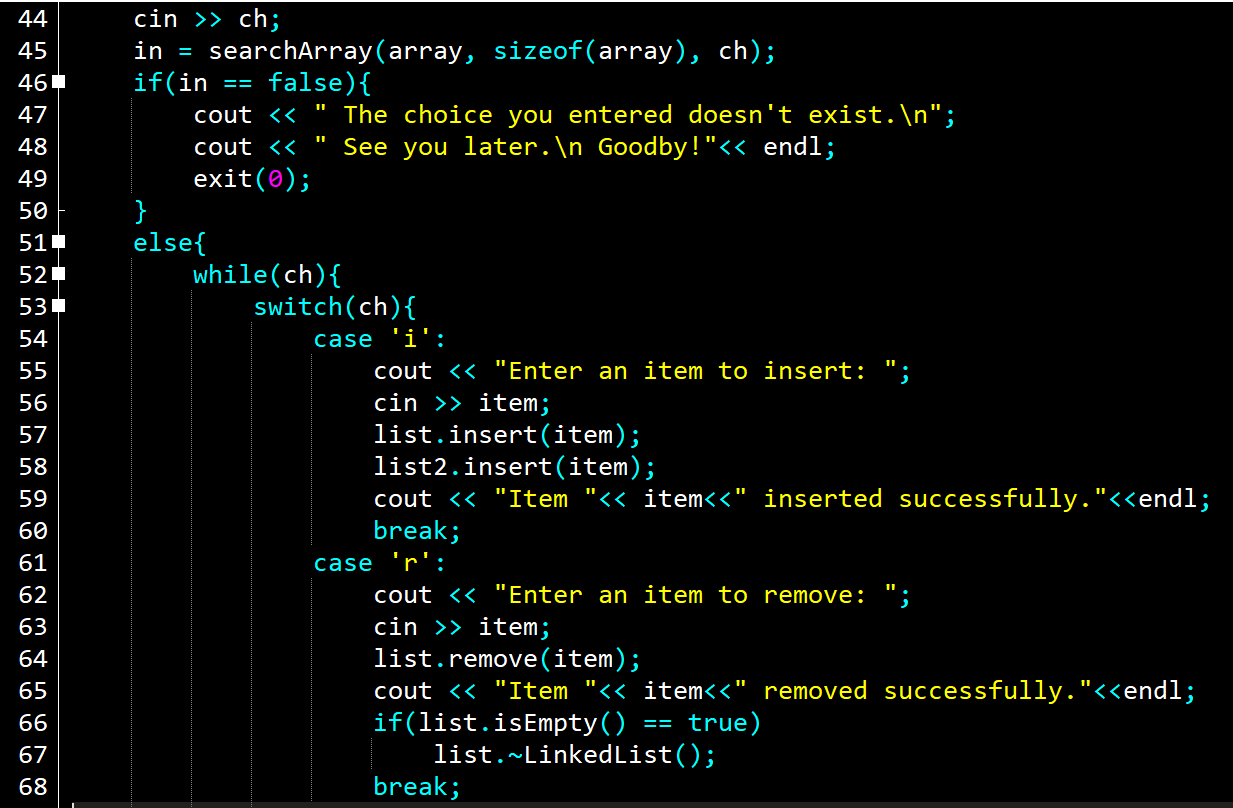 44 cin >> ch;
45 in = searchArray(array, sizeof(array), ch);
46 if(in == false){
47 cout << " The choice you entered doesn't exist.\n";
48 cout << " See you later.\n Goodby!"<< endl;
49 exit(0);
50 }
51 else{
52 while(ch){
53 switch(ch){
54 case 'i':
55 cout << "Enter an item to insert: ";
56 cin >> item;
57 list.insert(item);
58 list2.insert(item);
59 cout << "Item "<< item<<" inserted successfully."<<endl;
60 break;
61 case 'r':
62 cout << "Enter an item to remove: ";
63 cin >> item;
64 list.remove(item);
65 cout << "Item "<< item<<" removed successfully."<<endl;
66 if(list.isEmpty() == true)
67 list.~LinkedList();
68 break;